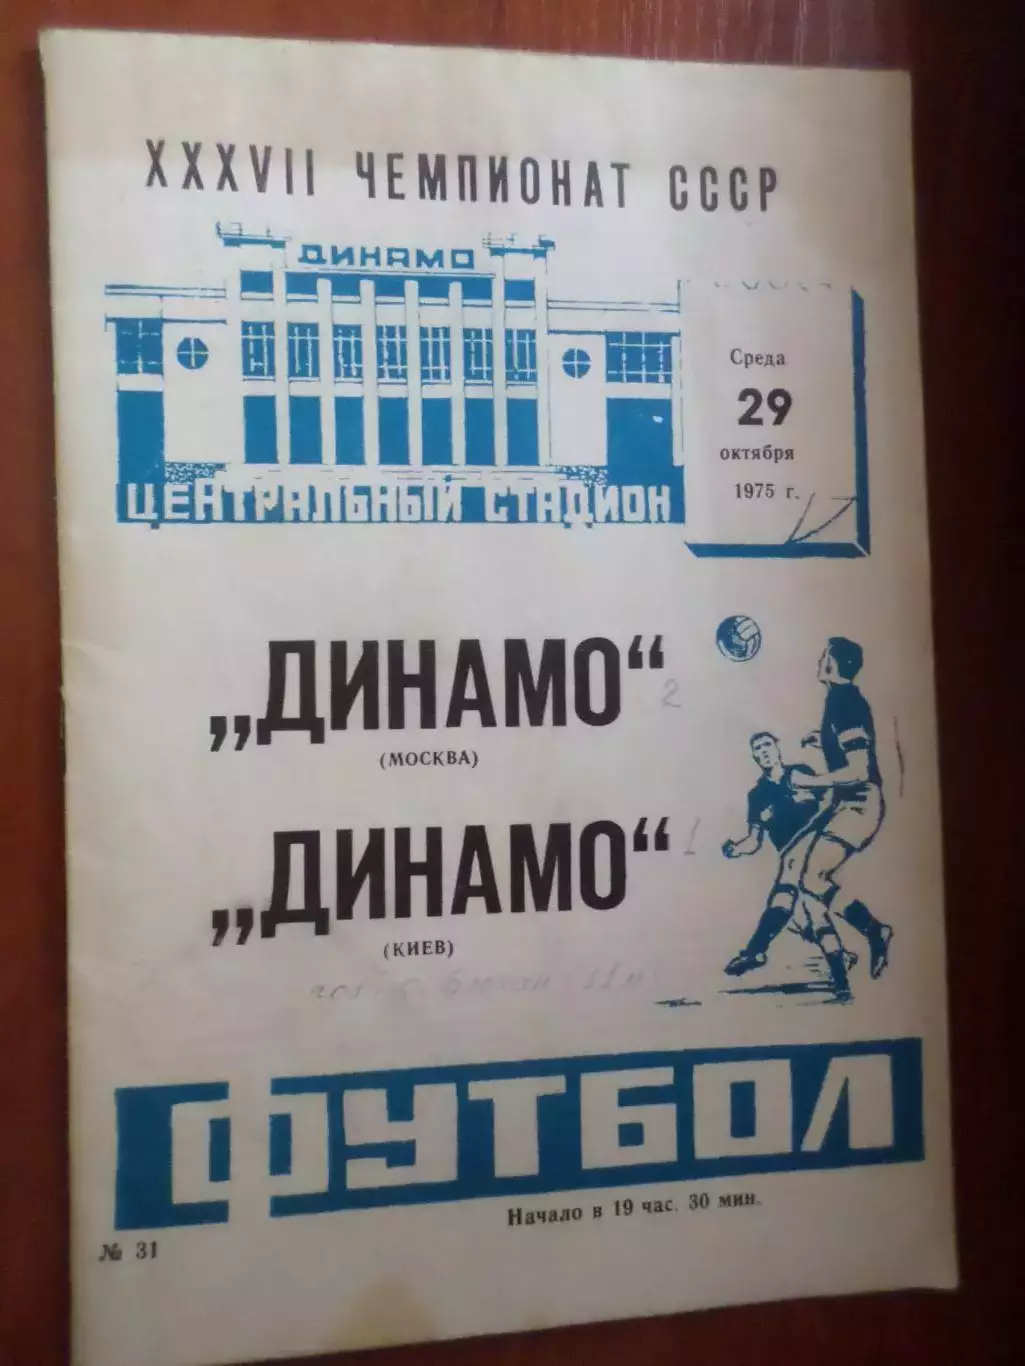 XXXVII ЧЕМПИОНАТ СССР
ДИНАМО
ЦЕНТРАЛЬНЫЙ СТАДИОН
Среда
29
октября
1975 г.
„ДИНАМО“ 2
(МОСКВА)
„ДИНАМО“ 1
(КИЕВ)
ФУТБОЛ
Начало в 19 час. 30 мин.
№ 31